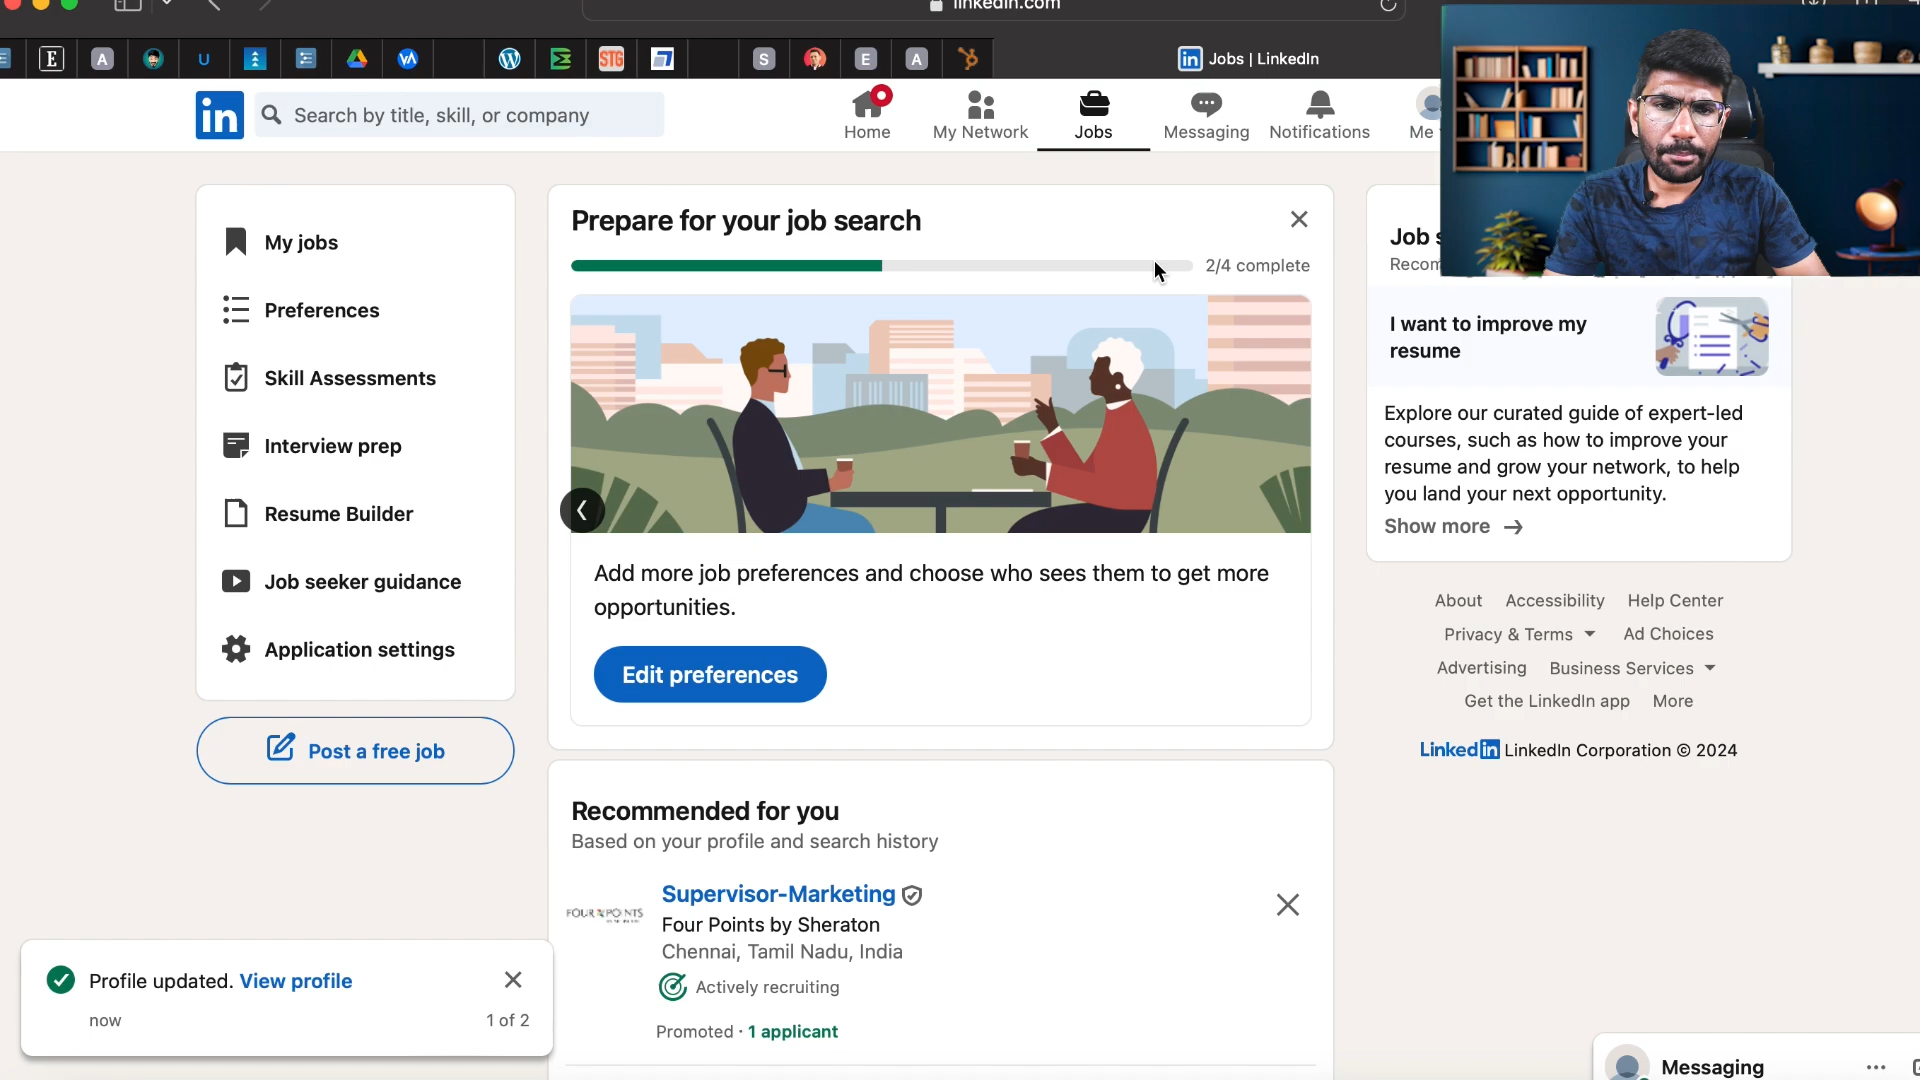 linkedin.com
E
A
U
STG
S
E
A
in Jobs | LinkedIn
in
Search by title, skill, or company
Home
My Network
Jobs
Messaging
Notifications
Me
My jobs
Preferences
Skill Assessments
Interview prep
Resume Builder
Job seeker guidance
Application settings
Post a free job
Prepare for your job search
2/4 complete
Add more job preferences and choose who sees them to get more
opportunities.
Edit preferences
Recommended for you
Based on your profile and search history
FOUR POINTS
Supervisor-Marketing
Four Points by Sheraton
Chennai, Tamil Nadu, India
Actively recruiting
Promoted · 1 applicant
Job
Recom
I want to improve my
resume
Explore our curated guide of expert-led
courses, such as how to improve your
resume and grow your network, to help
you land your next opportunity.
Show more →
About Accessibility Help Center
Privacy & Terms Ad Choices
Advertising Business Services
Get the LinkedIn app More
LinkedIn LinkedIn Corporation © 2024
Profile updated. View profile
now
1 of 2
Messaging